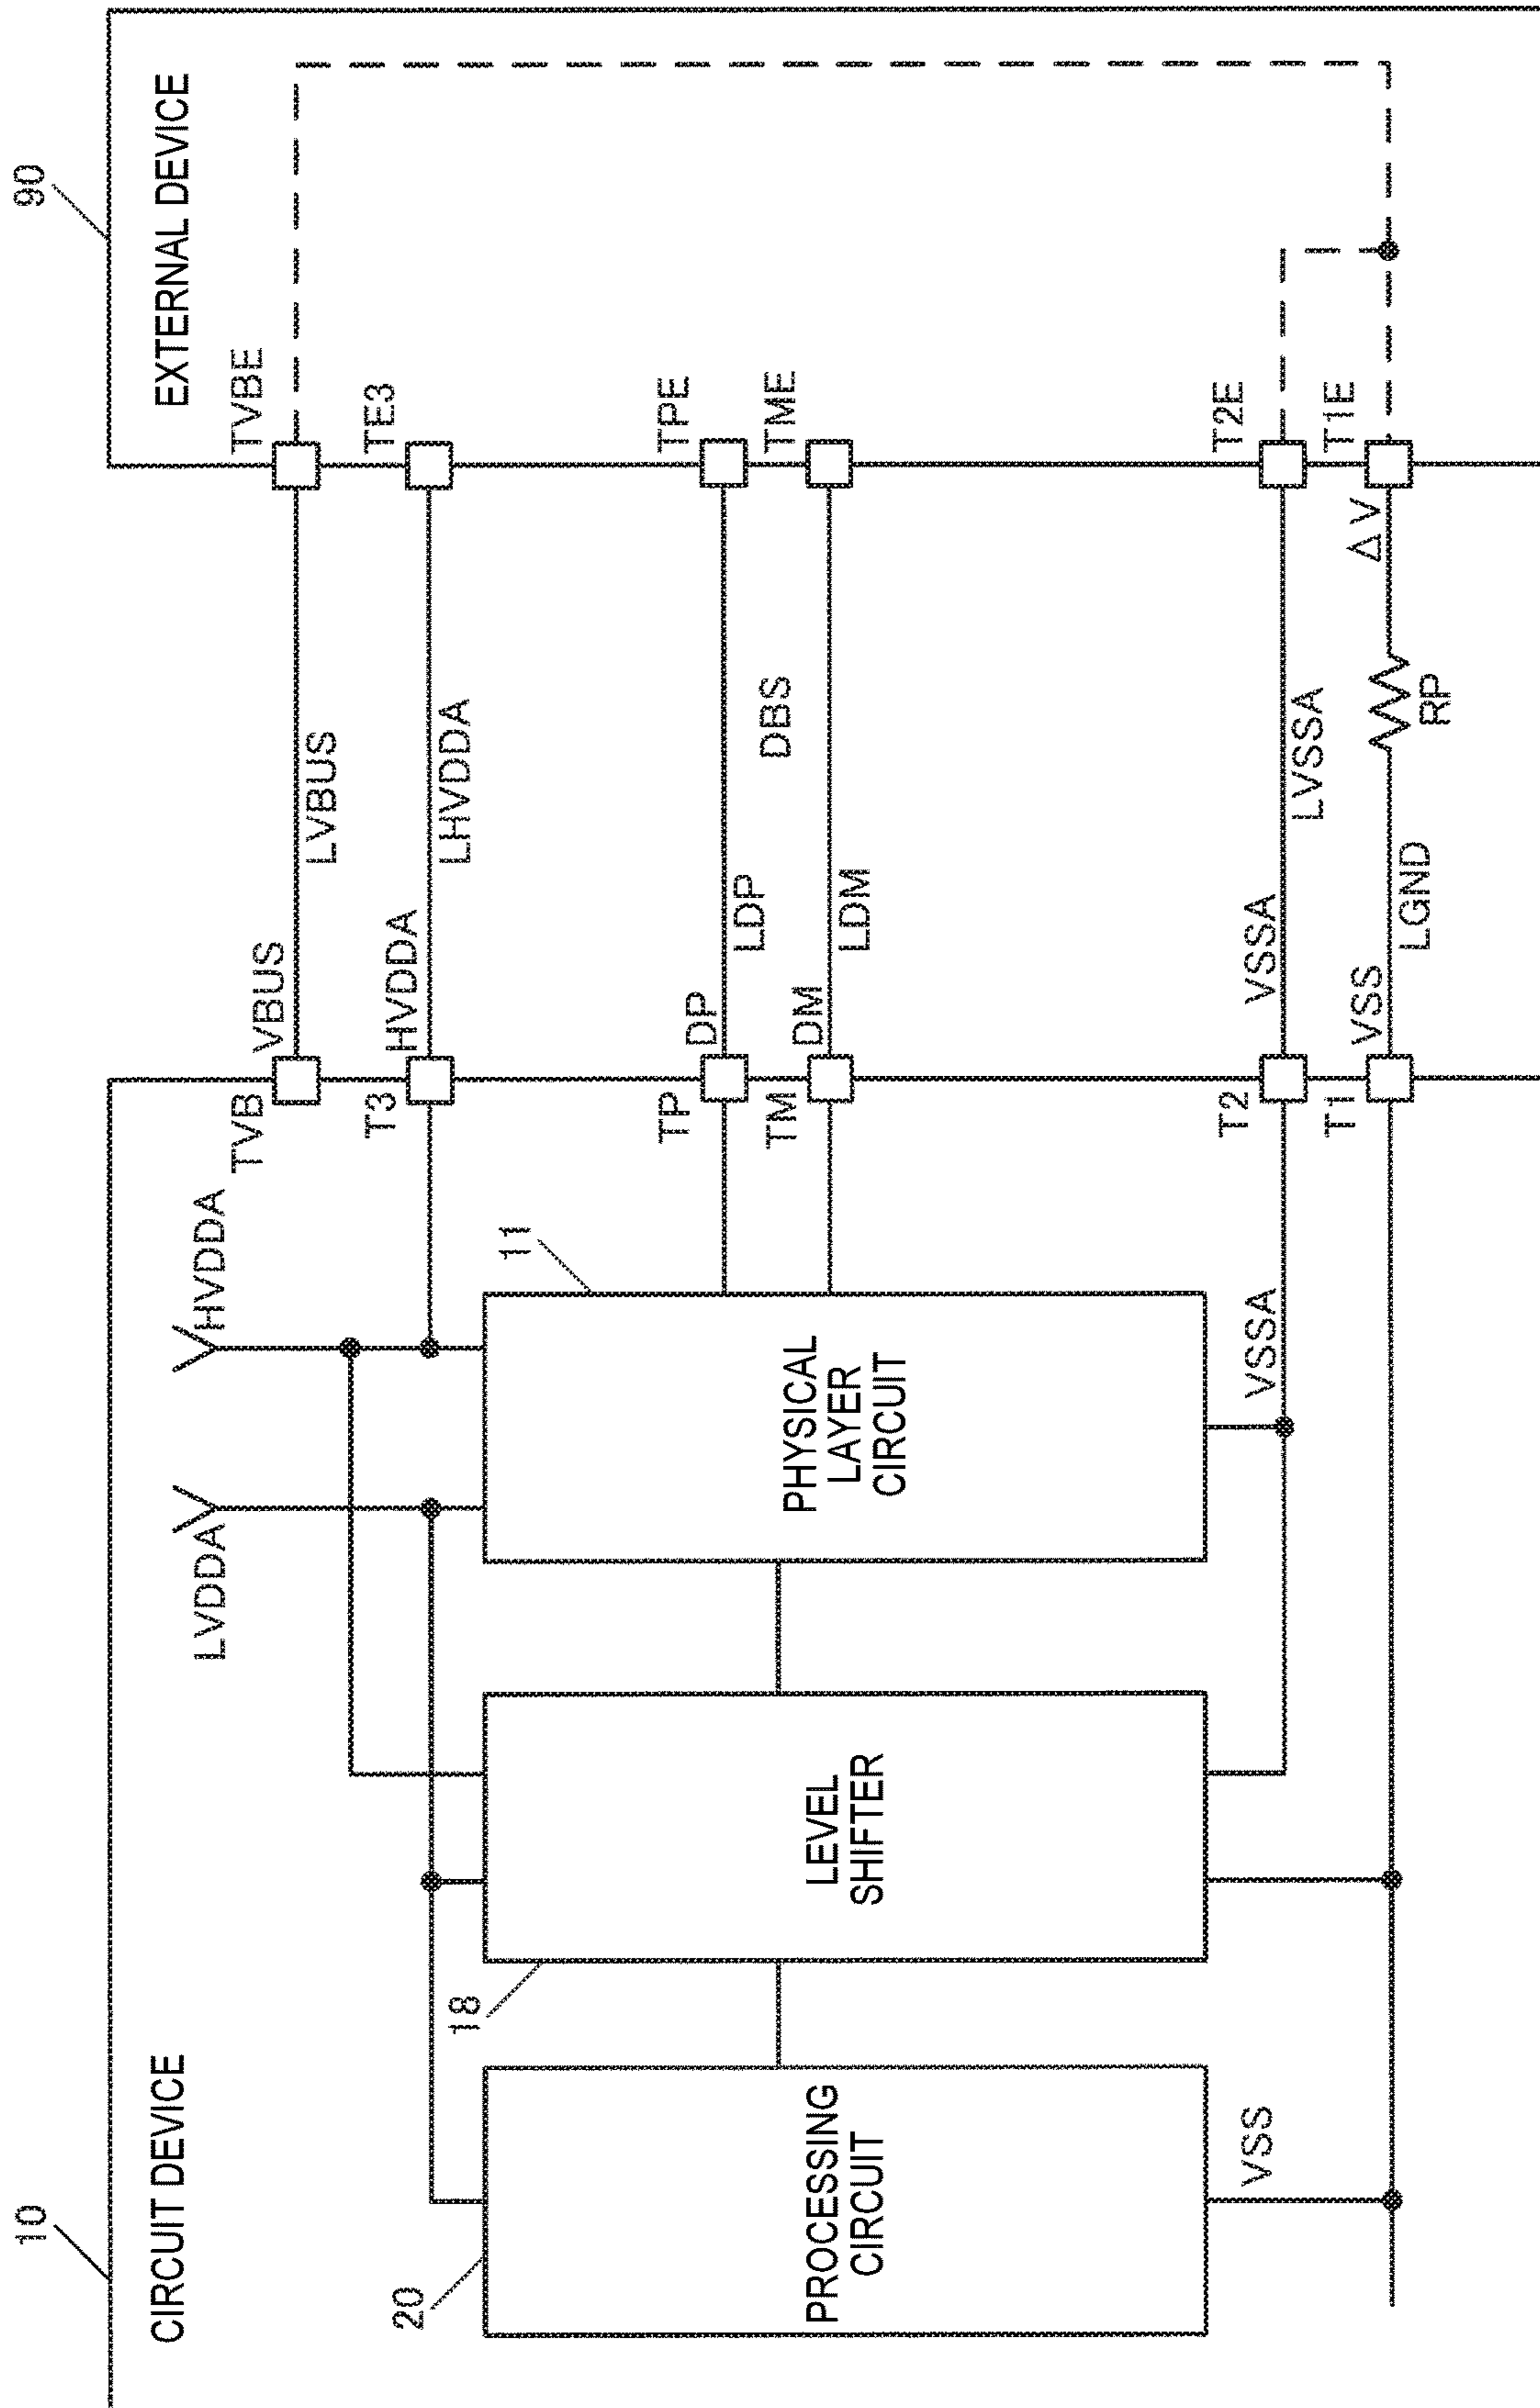 10
CIRCUIT DEVICE
90
EXTERNAL DEVICE
LVDDA
HVDDA
TVB
VBUS
LVBUS
TVBE
T3
HVDDA
LHVDDA
TE3
20
18
11
PROCESSING
CIRCUIT
LEVEL
SHIFTER
PHYSICAL
LAYER
CIRCUIT
TP
DP
LDP
TPE
DBS
TM
DM
LDM
TME
VSS
VSSA
T2
VSSA
LVSSA
T2E
T1
VSS
LGND
RP
ΔV
T1E